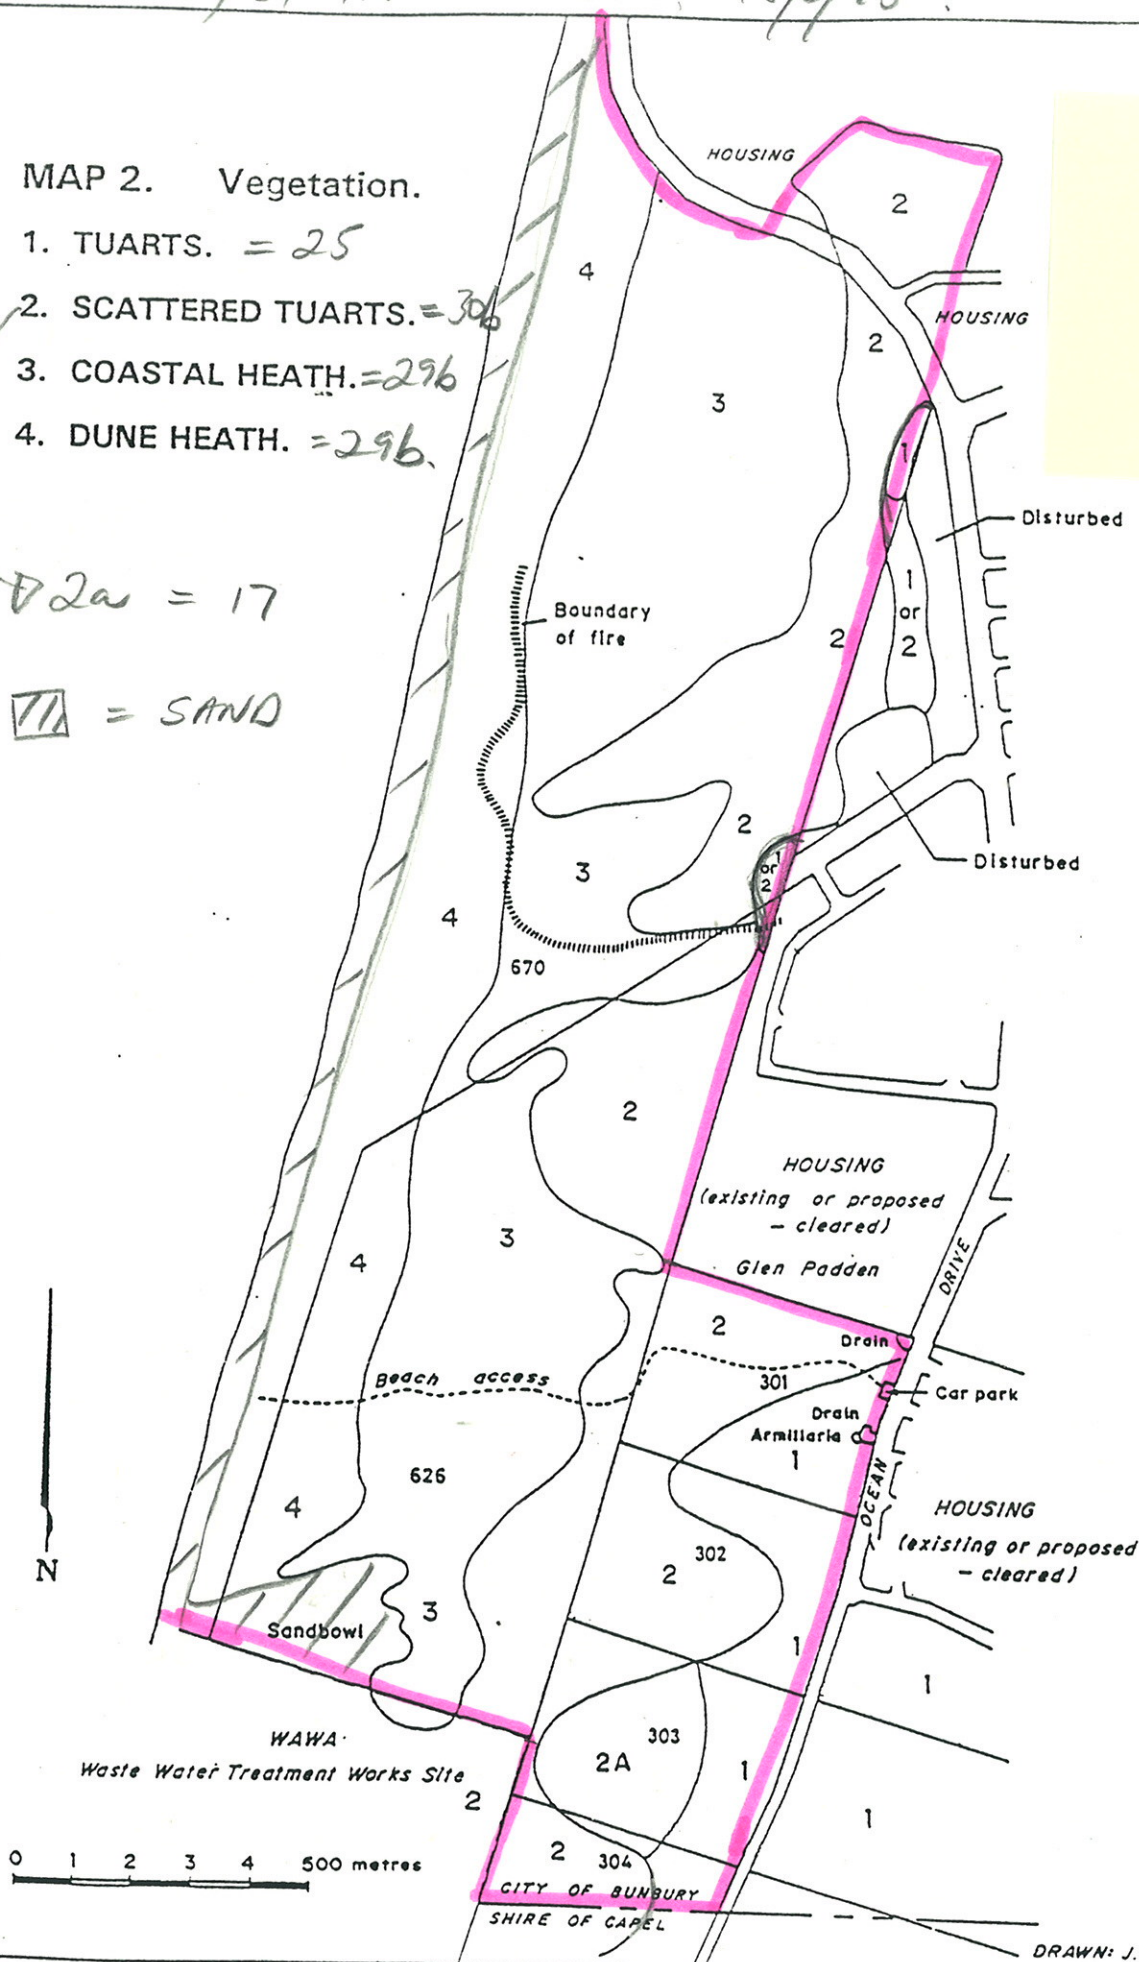 MAP 2. Vegetation.
1. TUARTS. = 25
2. SCATTERED TUARTS. = 30b
3. COASTAL HEATH. = 29b
4. DUNE HEATH. = 29b.
2a = 17
= SAND
HOUSING
2
4
HOUSING
2
3
1
Disturbed
1
or
2
Boundary
of fire
2
2
1
or
2
Disturbed
3
4
670
2
HOUSING
(existing or proposed
– cleared)
3
4
Glen Padden
DRIVE
2
Drain
Beach access
301
Car park
Drain
Armillaria
1
626
OCEAN
4
HOUSING
(existing or proposed
– cleared)
302
2
N
3
Sandbowl
1
1
WAWA
303
Waste Water Treatment Works Site
2A
1
2
1
2
304
0 1 2 3 4 500 metres
CITY OF BUNBURY
SHIRE OF CAPEL
DRAWN: J.